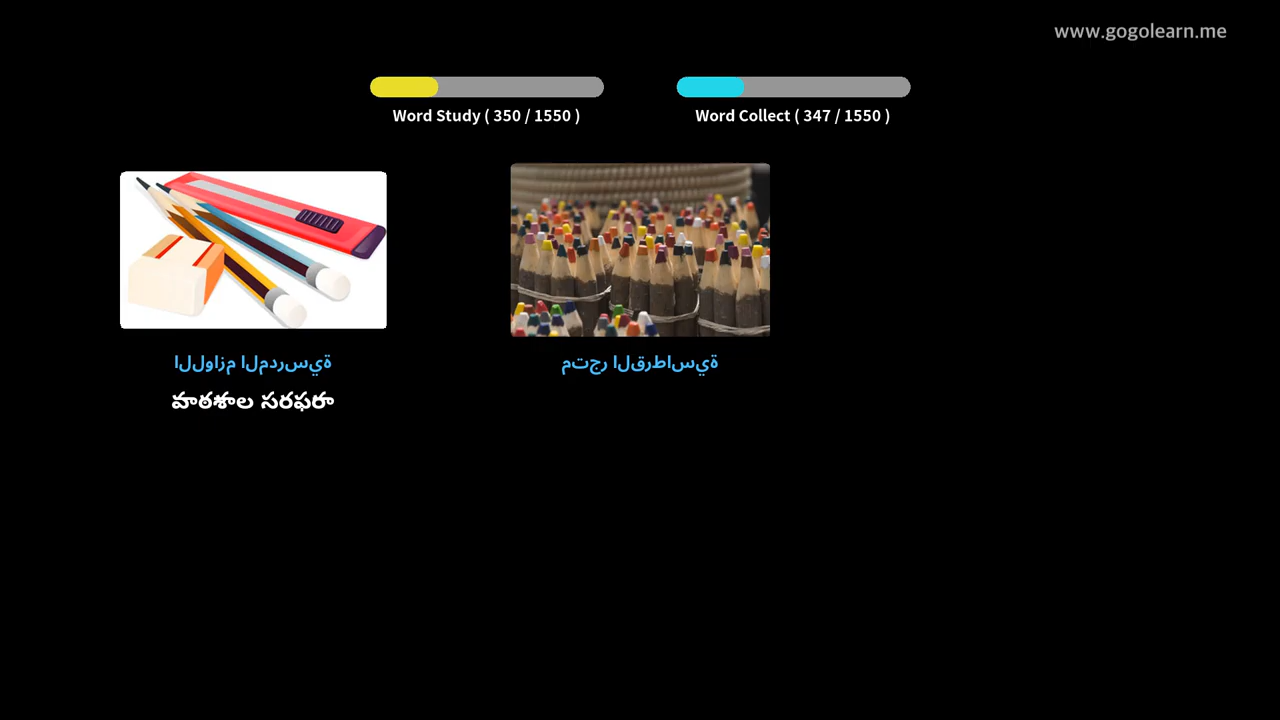 www.gogolearn.me
Word Study ( 350 / 1550 )
Word Collect ( 347 / 1550 )
اللوازم المدرسية
متجر القرطاسية
పాఠశాల సరఫరా